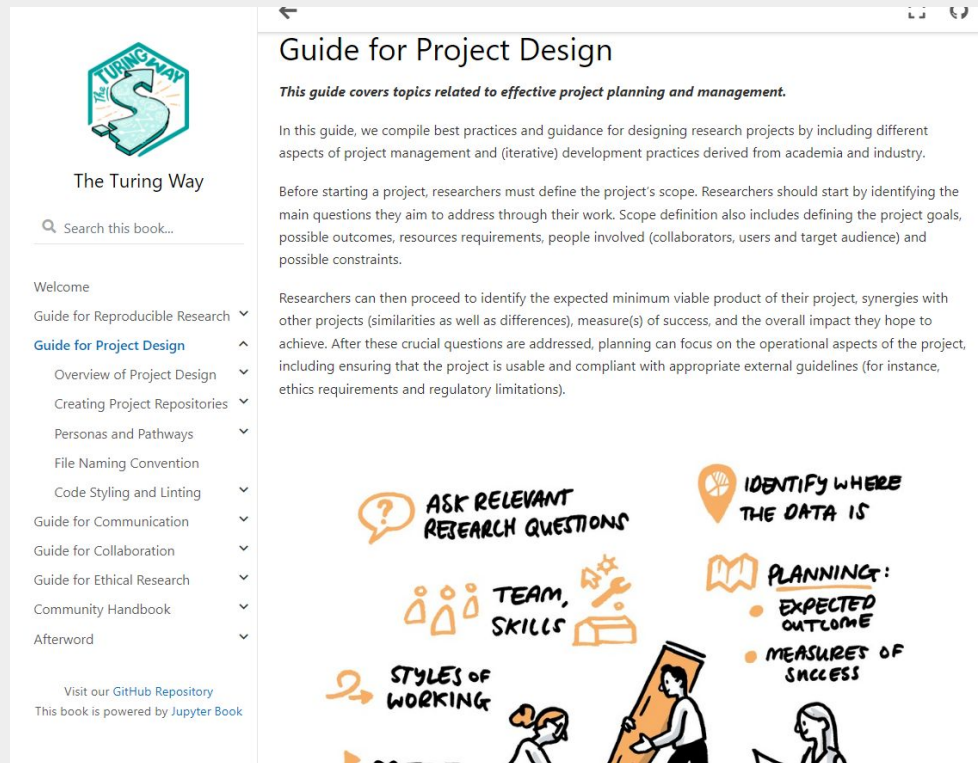 THE TURING WAY
The Turing Way
Search this book...
Welcome
Guide for Reproducible Research
Guide for Project Design
Overview of Project Design
Creating Project Repositories
Personas and Pathways
File Naming Convention
Code Styling and Linting
Guide for Communication
Guide for Collaboration
Guide for Ethical Research
Community Handbook
Afterword
Visit our GitHub Repository
This book is powered by Jupyter Book
Guide for Project Design
This guide covers topics related to effective project planning and management.
In this guide, we compile best practices and guidance for designing research projects by including different
aspects of project management and (iterative) development practices derived from academia and industry.
Before starting a project, researchers must define the project's scope. Researchers should start by identifying the
main questions they aim to address through their work. Scope definition also includes defining the project goals,
possible outcomes, resources requirements, people involved (collaborators, users and target audience) and
possible constraints.
Researchers can then proceed to identify the expected minimum viable product of their project, synergies with
other projects (similarities as well as differences), measure(s) of success, and the overall impact they hope to
achieve. After these crucial questions are addressed, planning can focus on the operational aspects of the project,
including ensuring that the project is usable and compliant with appropriate external guidelines (for instance,
ethics requirements and regulatory limitations).
?
ASK RELEVANT
RESEARCH QUESTIONS
TEAM,
SKILLS
STYLES OF
WORKING
IDENTIFY WHERE
THE DATA IS
PLANNING:
EXPECTED
OUTCOME
MEASURES OF
SUCCESS